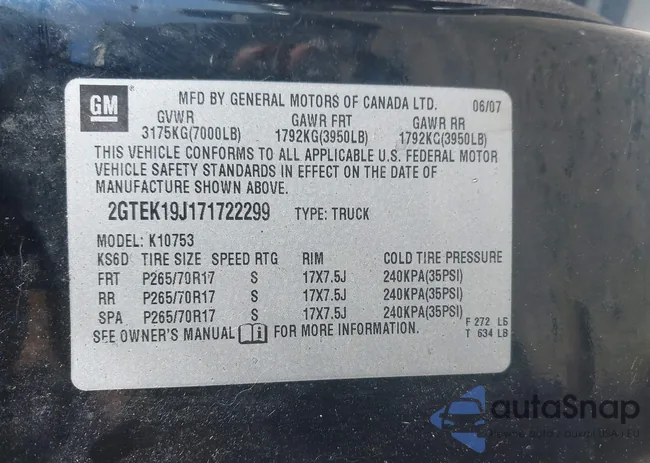 GM
MFD BY GENERAL MOTORS OF CANADA LTD. 06/07
GVWR GAWR FRT GAWR RR
3175KG(7000LB) 1792KG(3950LB) 1792KG(3950LB)
THIS VEHICLE CONFORMS TO ALL APPLICABLE U.S. FEDERAL MOTOR
VEHICLE SAFETY STANDARDS IN EFFECT ON THE DATE OF
MANUFACTURE SHOWN ABOVE.
2GTEK19J171722299 TYPE: TRUCK
MODEL: K10753
KS6D TIRE SIZE SPEED RTG RIM COLD TIRE PRESSURE
FRT P265/70R17 S 17X7.5J 240KPA(35PSI)
RR P265/70R17 S 17X7.5J 240KPA(35PSI)
SPA P265/70R17 S 17X7.5J 240KPA(35PSI)
SEE OWNER'S MANUAL FOR MORE INFORMATION.
F 272 LB
T 634 LB
autoSnap